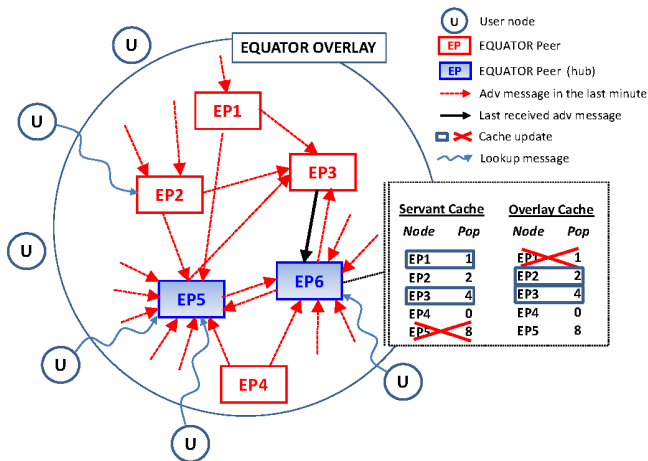 U
User node
U
EQUATOR OVERLAY
EP
EQUATOR Peer
EP
EQUATOR Peer (hub)
Adv message in the last minute
EP1
Last received adv message
U
Cache update
Lookup message
EP3
EP2
Servant Cache
Overlay Cache
Node Pop
Node Pop
U
EP1 1
EP1 1
EP2 2
EP2 2
EP6
EP3 4
EP3 4
EP5
EP4 0
EP4 0
EP5 8
EP5 8
U
EP4
U
U